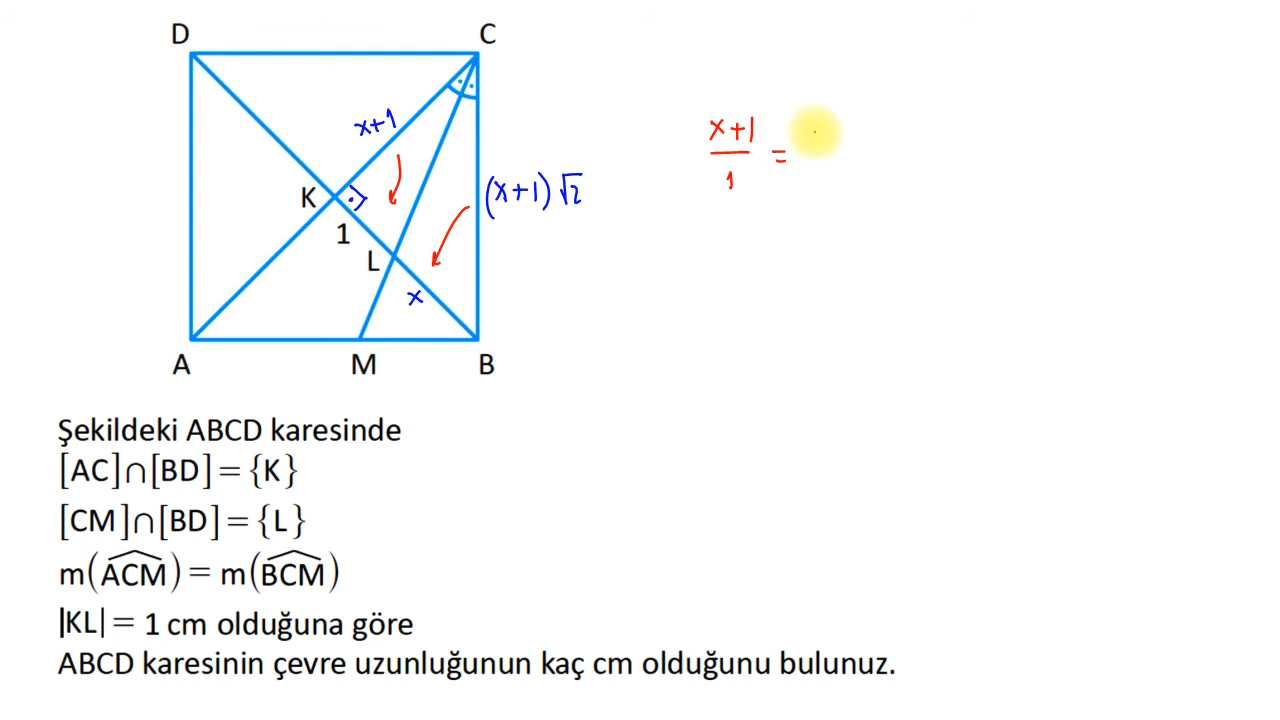 D C
x+1
x+1
— =
1
K
(x+1)√2
1
L
x
A M B
Şekildeki ABCD karesinde
[AC]∩[BD]={K}
[CM]∩[BD]={L}
m(ACM)=m(BCM)
|KL|= 1 cm olduğuna göre
ABCD karesinin çevre uzunluğunun kaç cm olduğunu bulunuz.